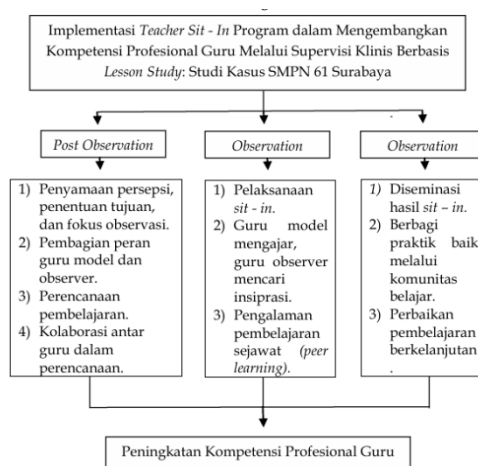 Implementasi Teacher Sit - In Program dalam Mengembangkan
Kompetensi Profesional Guru Melalui Supervisi Klinis Berbasis
Lesson Study: Studi Kasus SMPN 61 Surabaya
Post Observation
1) Penyamaan persepsi,
penentuan tujuan,
dan fokus observasi.
2) Pembagian peran
guru model dan
observer.
3) Perencanaan
pembelajaran.
4) Kolaborasi antar
guru dalam
perencanaan.
Observation
1) Pelaksanaan
sit - in.
2) Guru model
mengajar,
guru observer
mencari
insiprasi.
3) Pengalaman
pembelajaran
sejawat (peer
learning).
Observation
1) Diseminasi
hasil sit – in.
2) Berbagi
praktik baik
melalui
komunitas
belajar.
3) Perbaikan
pembelajaran
berkelanjutan
.
Peningkatan Kompetensi Profesional Guru